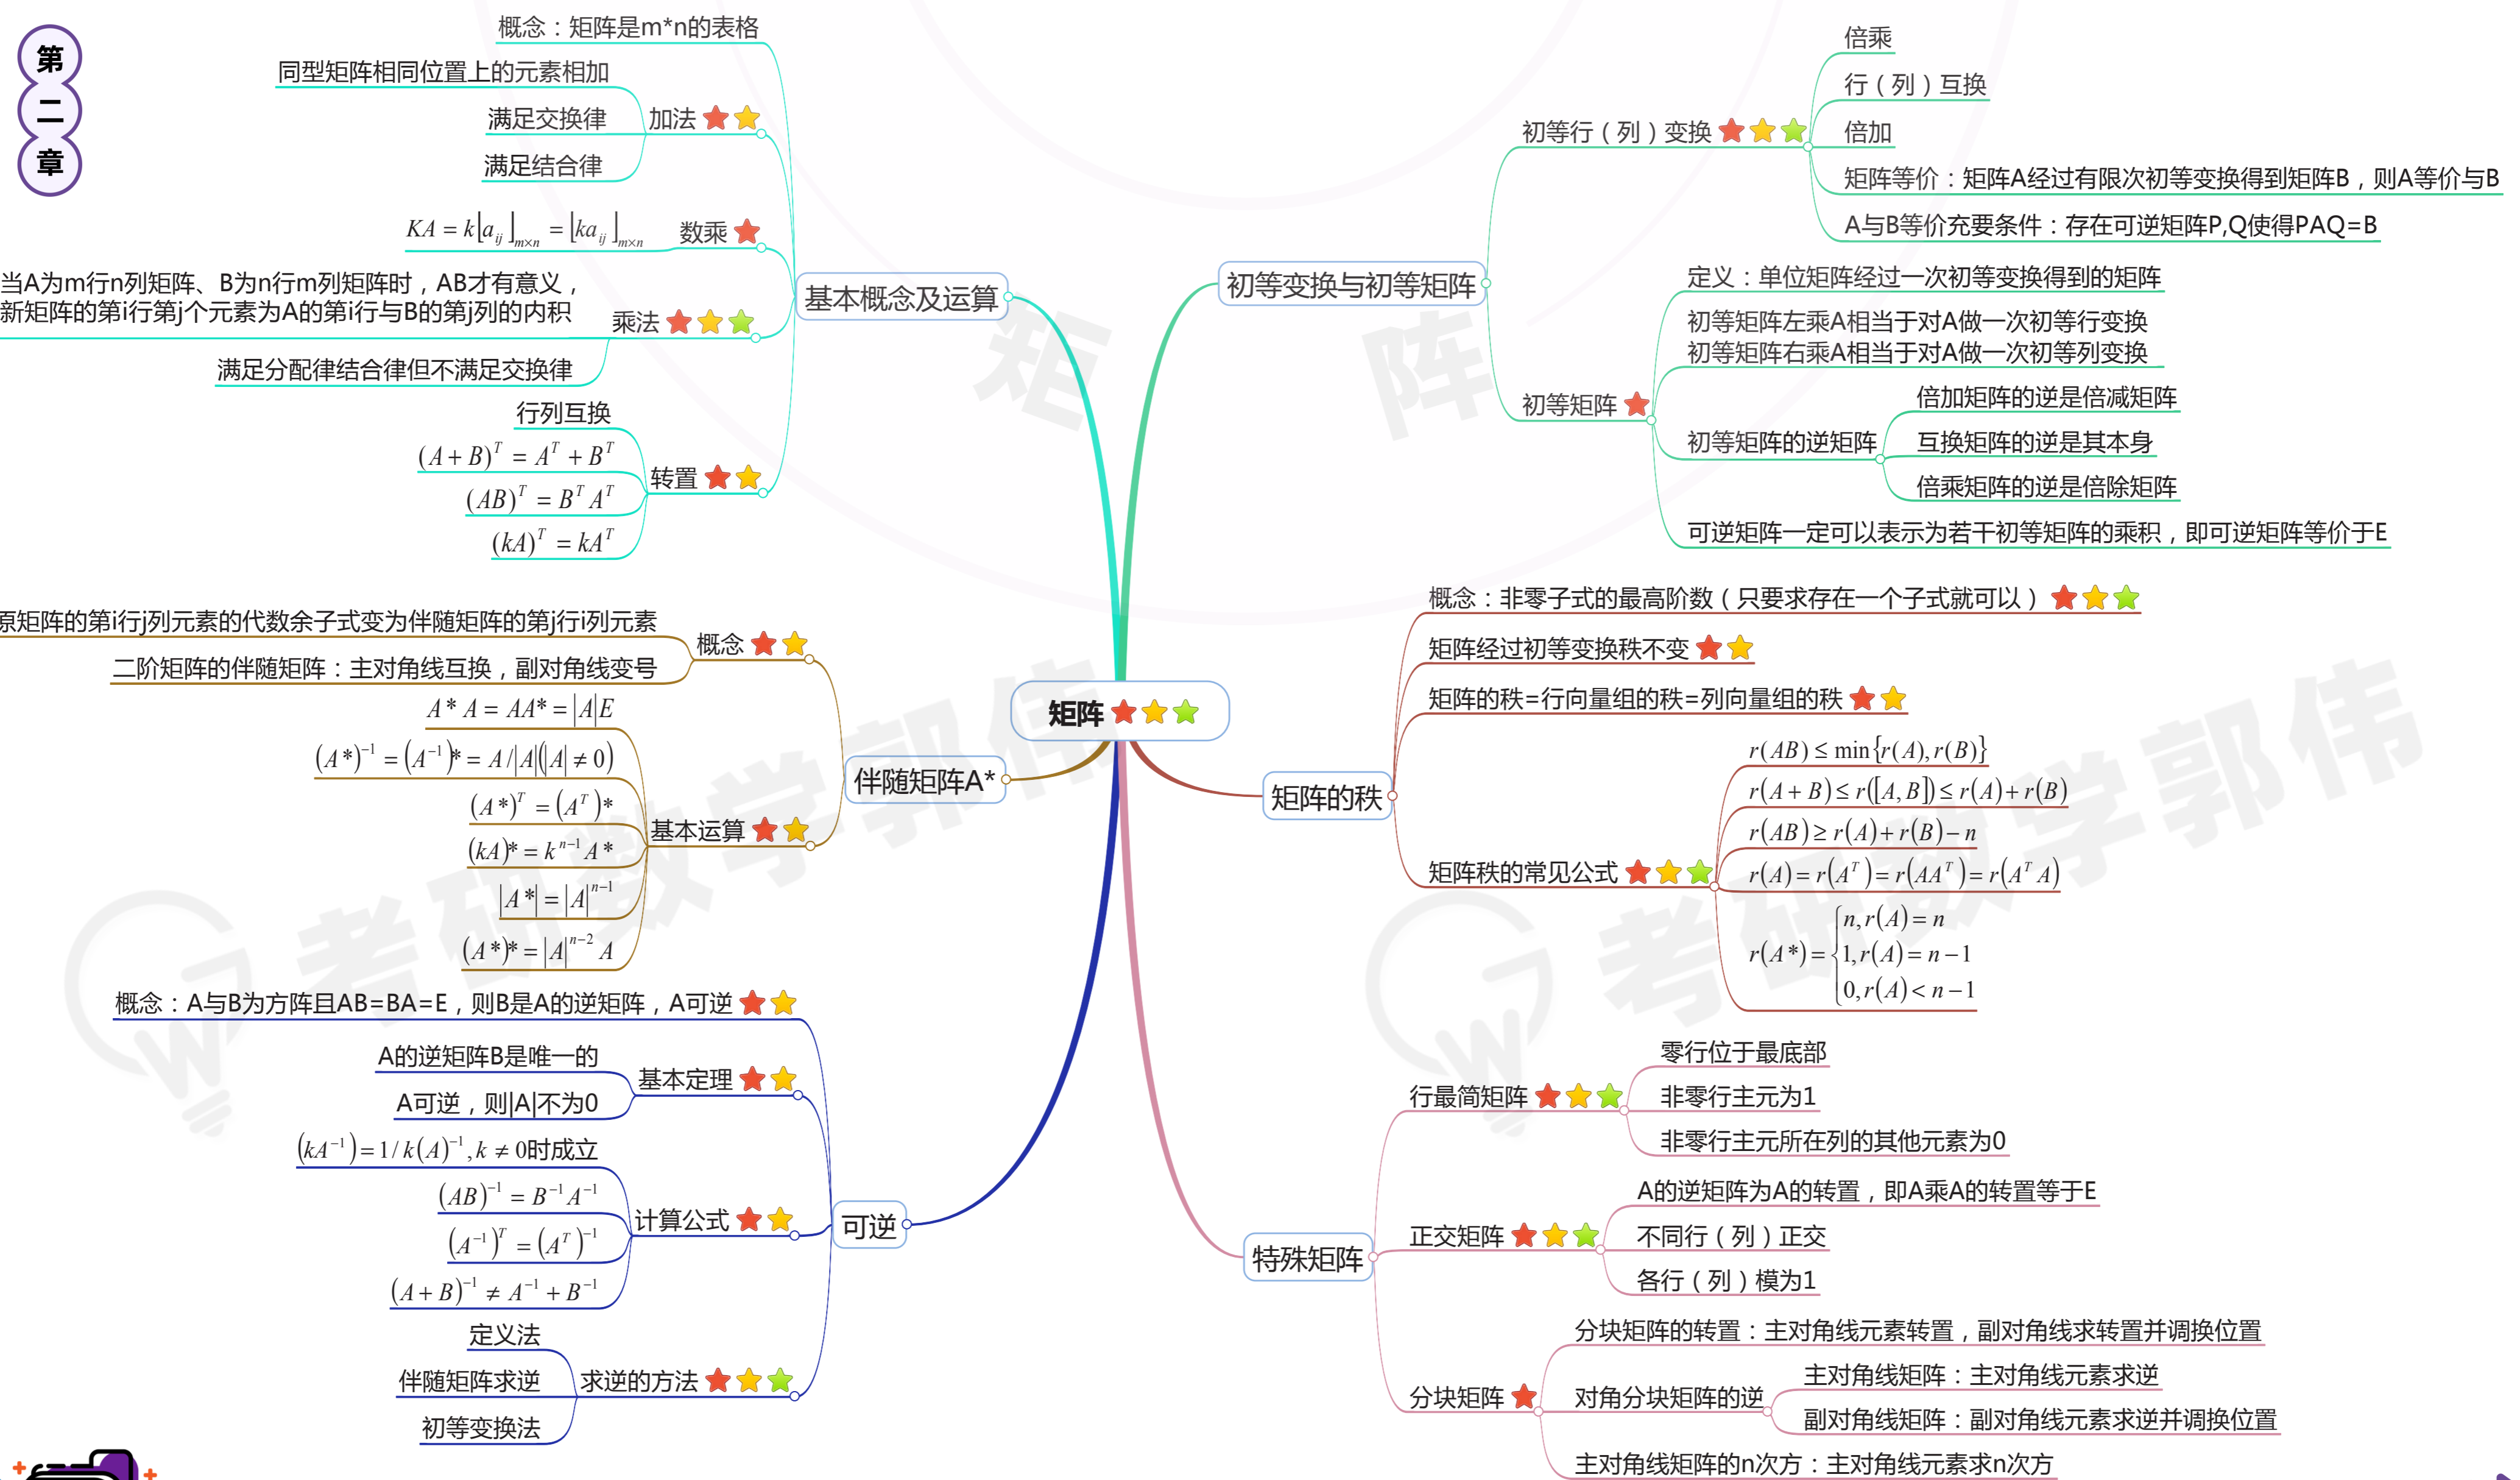 第二章
矩阵
基本概念及运算
概念：矩阵是m*n的表格
加法
同型矩阵相同位置上的元素相加
满足交换律
满足结合律
数乘
KA = k[a_{ij}]_{m×n} = [ka_{ij}]_{m×n}
乘法
当A为m行n列矩阵、B为n行m列矩阵时，AB才有意义，
新矩阵的第i行第j个元素为A的第i行与B的第j列的内积
满足分配律结合律但不满足交换律
转置
行列互换
(A+B)^T = A^T + B^T
(AB)^T = B^T A^T
(kA)^T = kA^T
伴随矩阵A*
概念
原矩阵的第i行j列元素的代数余子式变为伴随矩阵的第j行i列元素
二阶矩阵的伴随矩阵：主对角线互换，副对角线变号
基本运算
A*A = AA* = |A|E
(A*)^{-1} = (A^{-1})* = A/|A|(|A| ≠ 0)
(A*)^T = (A^T)*
(kA)* = k^{n-1}A*
|A*| = |A|^{n-1}
(A*)* = |A|^{n-2} A
可逆
概念：A与B为方阵且AB=BA=E，则B是A的逆矩阵，A可逆
基本定理
A的逆矩阵B是唯一的
A可逆，则|A|不为0
计算公式
(kA^{-1}) = 1/k(A)^{-1}, k ≠ 0时成立
(AB)^{-1} = B^{-1}A^{-1}
(A^{-1})^T = (A^T)^{-1}
(A+B)^{-1} ≠ A^{-1} + B^{-1}
求逆的方法
定义法
伴随矩阵求逆
初等变换法
初等变换与初等矩阵
初等行（列）变换
倍乘
行（列）互换
倍加
矩阵等价：矩阵A经过有限次初等变换得到矩阵B，则A等价与B
A与B等价充要条件：存在可逆矩阵P,Q使得PAQ=B
初等矩阵
定义：单位矩阵经过一次初等变换得到的矩阵
初等矩阵左乘A相当于对A做一次初等行变换
初等矩阵右乘A相当于对A做一次初等列变换
初等矩阵的逆矩阵
倍加矩阵的逆是倍减矩阵
互换矩阵的逆是其本身
倍乘矩阵的逆是倍除矩阵
可逆矩阵一定可以表示为若干初等矩阵的乘积，即可逆矩阵等价于E
矩阵的秩
概念：非零子式的最高阶数（只要求存在一个子式就可以）
矩阵经过初等变换秩不变
矩阵的秩=行向量组的秩=列向量组的秩
矩阵秩的常见公式
r(AB) ≤ min{r(A), r(B)}
r(A+B) ≤ r([A,B]) ≤ r(A)+r(B)
r(AB) ≥ r(A)+r(B)−n
r(A) = r(A^T) = r(AA^T) = r(A^T A)
r(A*) = {n, r(A) = n
1, r(A) = n−1
0, r(A) < n−1
特殊矩阵
行最简矩阵
零行位于最底部
非零行主元为1
非零行主元所在列的其他元素为0
正交矩阵
A的逆矩阵为A的转置，即A乘A的转置等于E
不同行（列）正交
各行（列）模为1
分块矩阵
分块矩阵的转置：主对角线元素转置，副对角线求转置并调换位置
对角分块矩阵的逆
主对角线矩阵：主对角线元素求逆
副对角线矩阵：副对角线元素求逆并调换位置
主对角线矩阵的n次方：主对角线元素求n次方
矩 阵
考研数学郭伟
考研数学郭伟